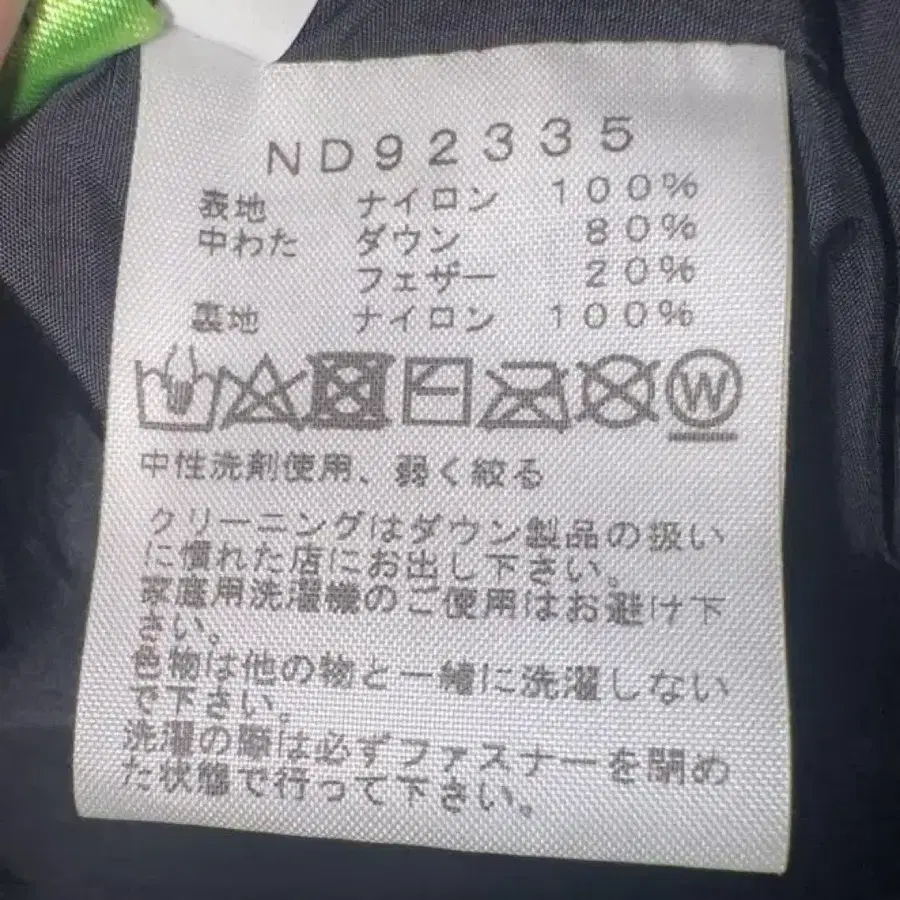 ND92335
表地 ナイロン 100%
中わた ダウン 80%
フェザー 20%
裏地 ナイロン 100%
W
中性洗剤使用、弱く絞る
クリーニングはダウン製品の扱い
に慣れた店にお出し下さい。
家庭用洗濯機のご使用はお避け下
さい。
色物は他の物と一緒に洗濯しない
で下さい。
洗濯の際は必ずファスナーを閉め
た状態で行って下さい。